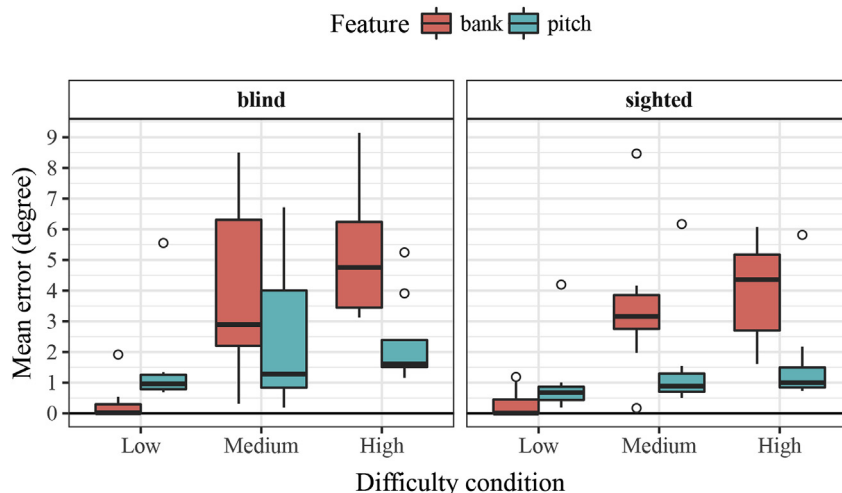 Feature bank pitch
blind sighted
9
8
7
6
5
4
3
2
1
0
Mean error (degree)
Low Medium High Low Medium High
Difficulty condition